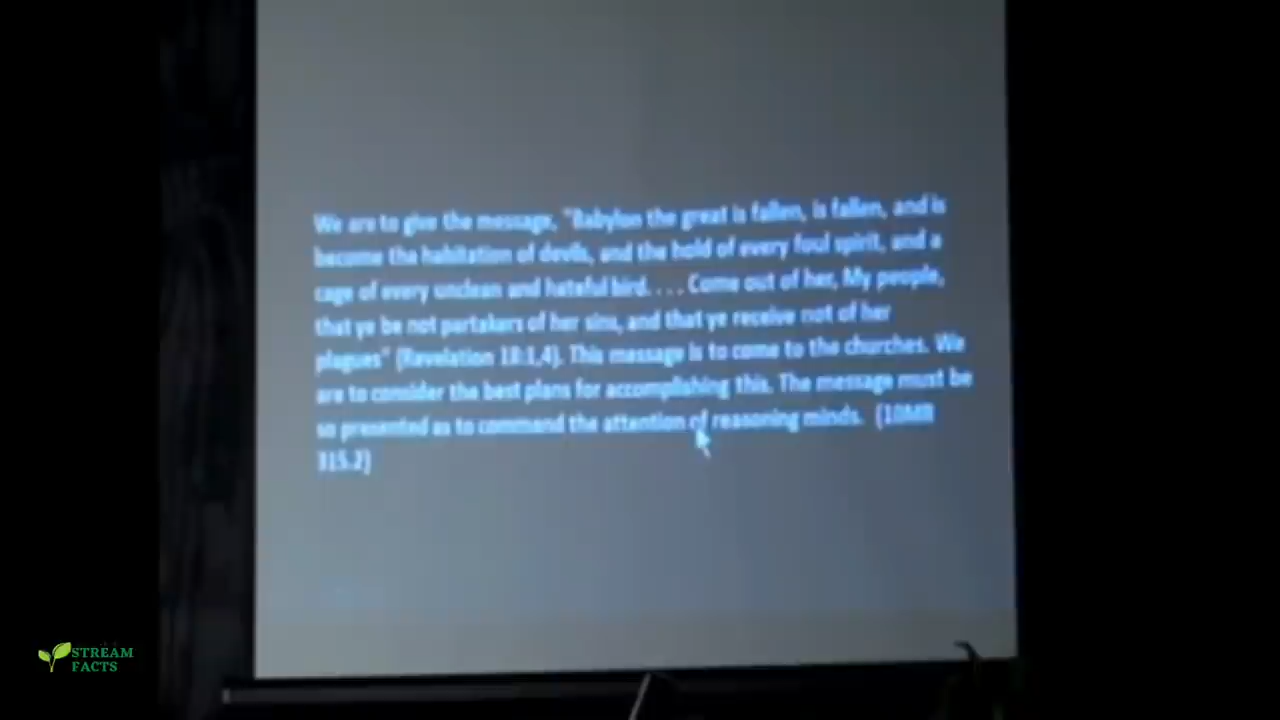 We are to give the message, "Babylon the great is fallen, is fallen, and is
become the habitation of devils, and the hold of every foul spirit, and a
cage of every unclean and hateful bird. . . . Come out of her, My people,
that ye be not partakers of her sins, and that ye receive not of her
plagues" (Revelation 18:1,4). This message is to come to the churches. We
are to consider the best plans for accomplishing this. The message must be
so presented as to command the attention of reasoning minds. {10MR
315.2}
STREAM
FACTS